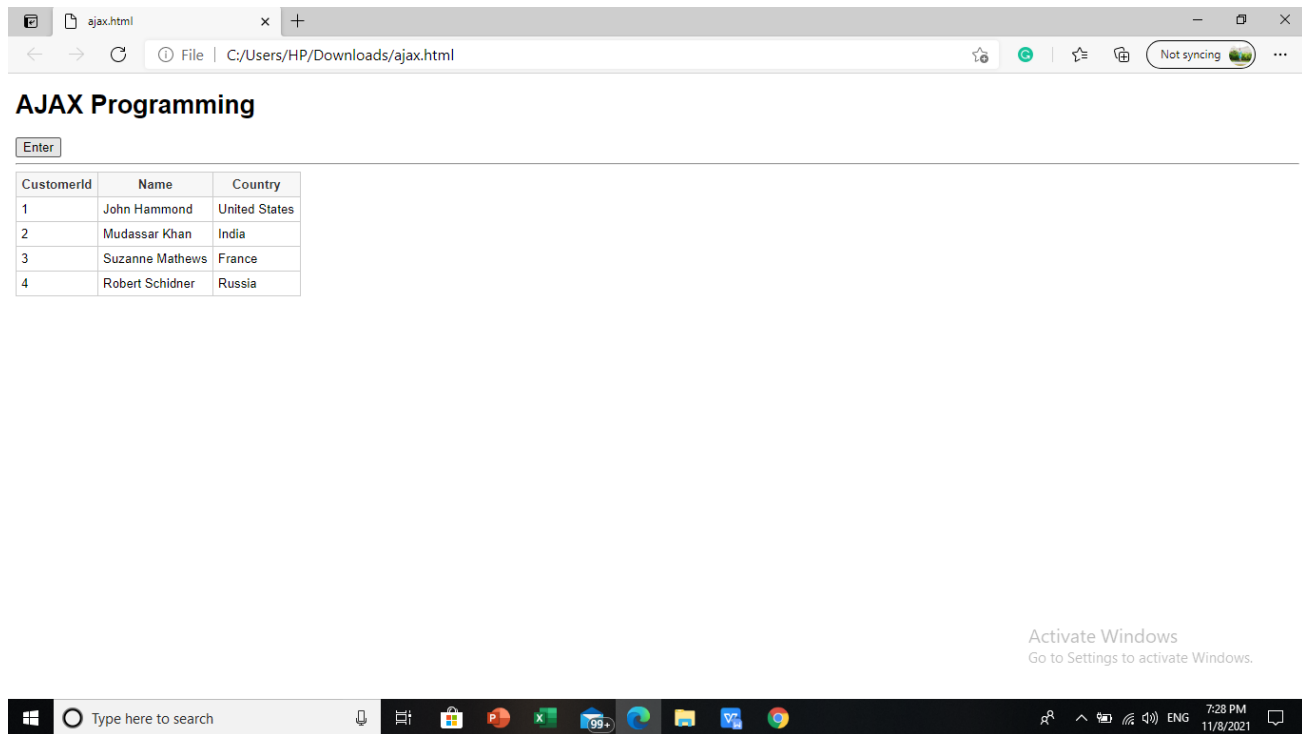 ajax.html
File | C:/Users/HP/Downloads/ajax.html
Not syncing
AJAX Programming
Enter
CustomerId Name Country
1 John Hammond United States
2 Mudassar Khan India
3 Suzanne Mathews France
4 Robert Schidner Russia
Activate Windows
Go to Settings to activate Windows.
Type here to search
99+
ENG
7:28 PM
11/8/2021